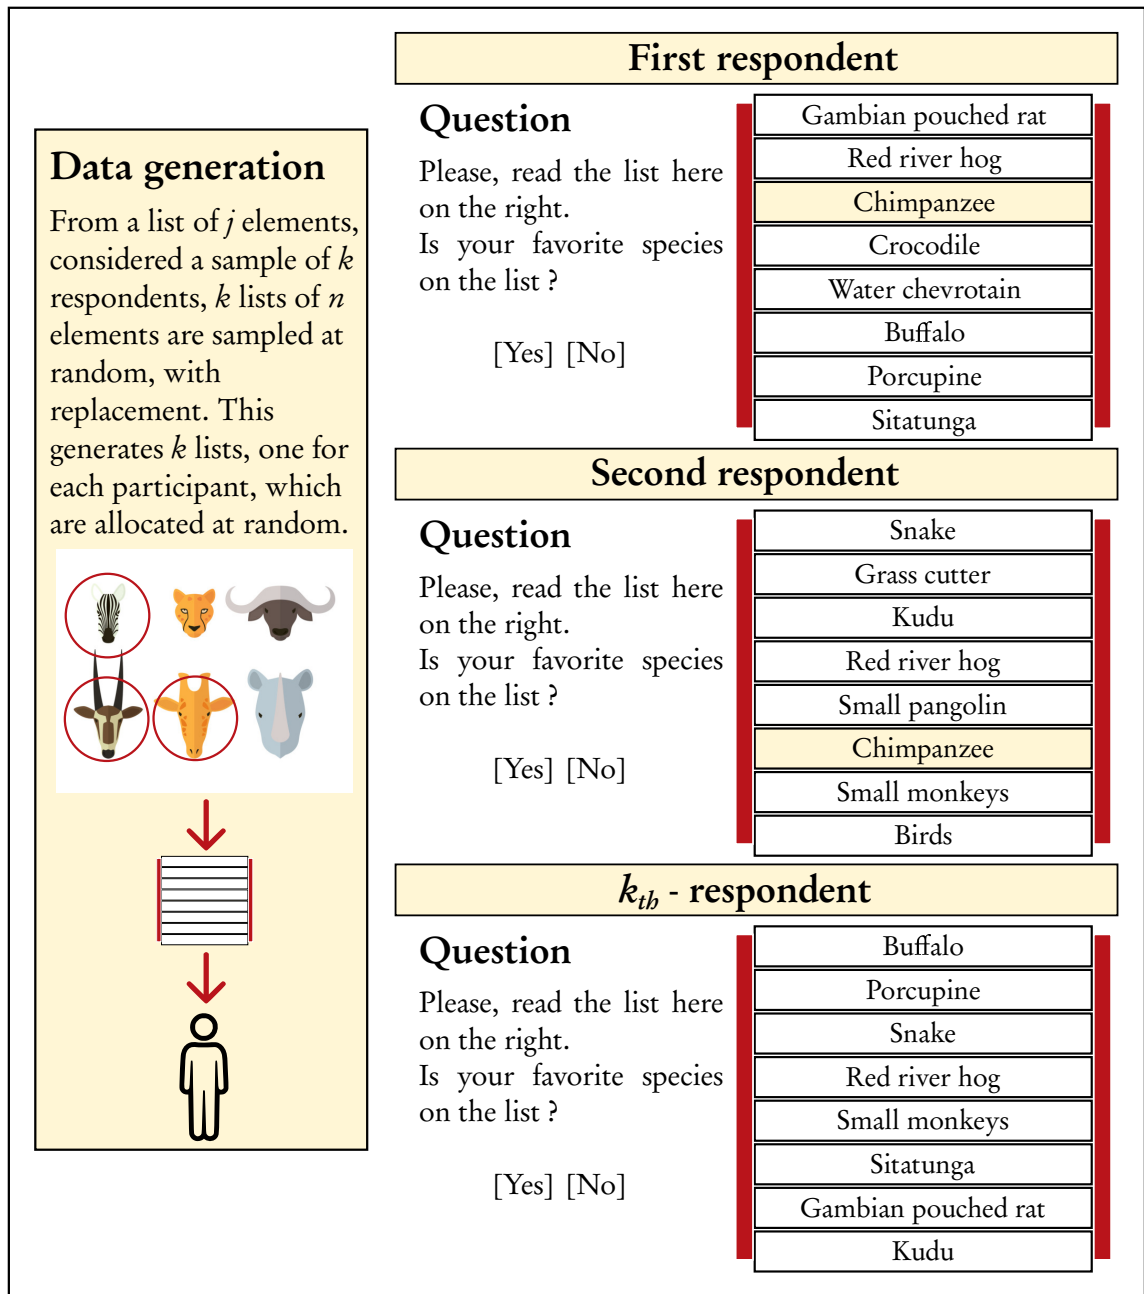 Data generation
From a list of j elements,
considered a sample of k
respondents, k lists of n
elements are sampled at
random, with
replacement. This
generates k lists, one for
each participant, which
are allocated at random.
First respondent
Question
Please, read the list here
on the right.
Is your favorite species
on the list ?
[Yes] [No]
Gambian pouched rat
Red river hog
Chimpanzee
Crocodile
Water chevrotain
Buffalo
Porcupine
Sitatunga
Second respondent
Question
Please, read the list here
on the right.
Is your favorite species
on the list ?
[Yes] [No]
Snake
Grass cutter
Kudu
Red river hog
Small pangolin
Chimpanzee
Small monkeys
Birds
kth - respondent
Question
Please, read the list here
on the right.
Is your favorite species
on the list ?
[Yes] [No]
Buffalo
Porcupine
Snake
Red river hog
Small monkeys
Sitatunga
Gambian pouched rat
Kudu